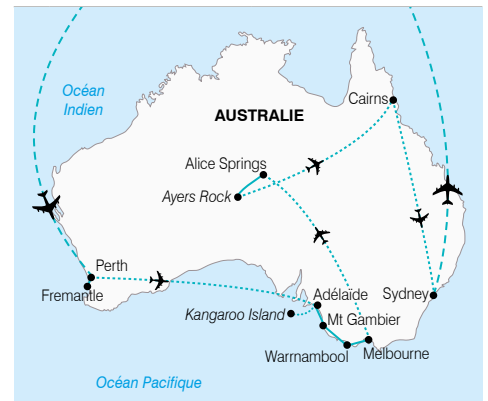 Océan
Indien
Cairns
AUSTRALIE
Alice Springs
Ayers Rock
Perth
Fremantle
Adélaïde
Sydney
Kangaroo Island
Mt Gambier
Warnambool
Melbourne
Océan Pacifique